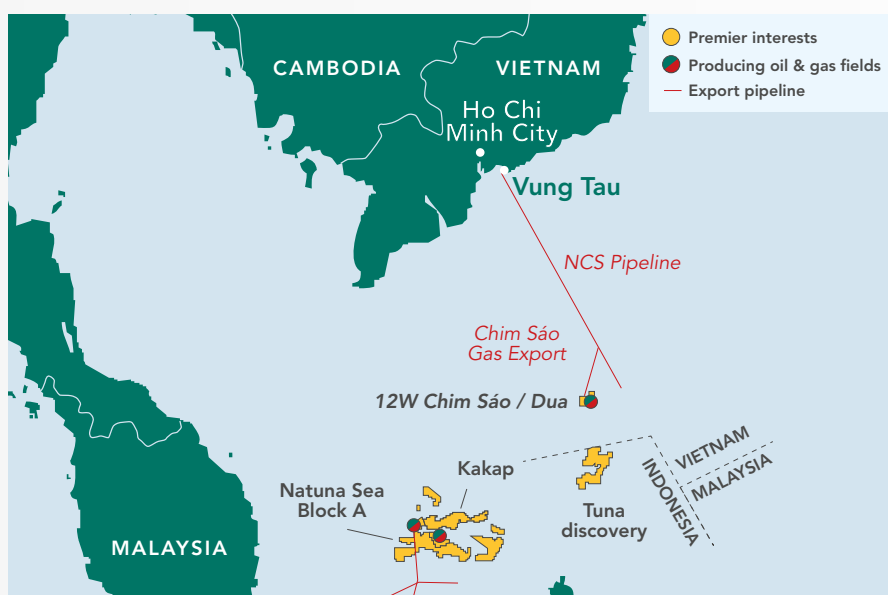 Premier interests
Producing oil & gas fields
Export pipeline
CAMBODIA
VIETNAM
Ho Chi
Minh City
Vung Tau
NCS Pipeline
Chim Sáo
Gas Export
12W Chim Sáo / Dua
Kakap
Natuna Sea
Block A
Tuna
discovery
VIETNAM
MALAYSIA
INDONESIA
MALAYSIA